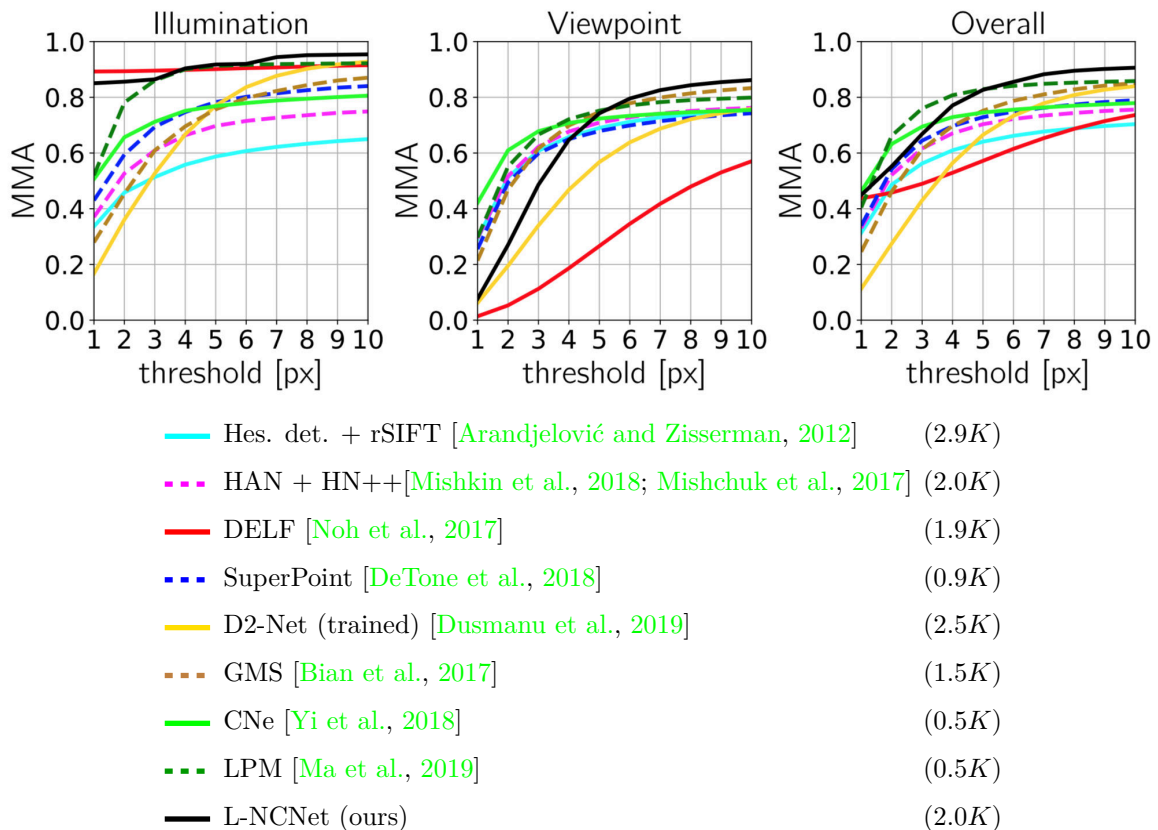 Illumination Viewpoint Overall
1.0 1.0 1.0
0.8 0.8 0.8
0.6 0.6 0.6
MMA MMA MMA
0.4 0.4 0.4
0.2 0.2 0.2
0.0 0.0 0.0
1 2 3 4 5 6 7 8 9 10 1 2 3 4 5 6 7 8 9 10 1 2 3 4 5 6 7 8 9 10
threshold [px] threshold [px] threshold [px]
Hes. det. + rSIFT [Arandjelović and Zisserman, 2012] (2.9K)
HAN + HN++[Mishkin et al., 2018; Mishchuk et al., 2017] (2.0K)
DELF [Noh et al., 2017] (1.9K)
SuperPoint [DeTone et al., 2018] (0.9K)
D2-Net (trained) [Dusmanu et al., 2019] (2.5K)
GMS [Bian et al., 2017] (1.5K)
CNe [Yi et al., 2018] (0.5K)
LPM [Ma et al., 2019] (0.5K)
L-NCNet (ours) (2.0K)